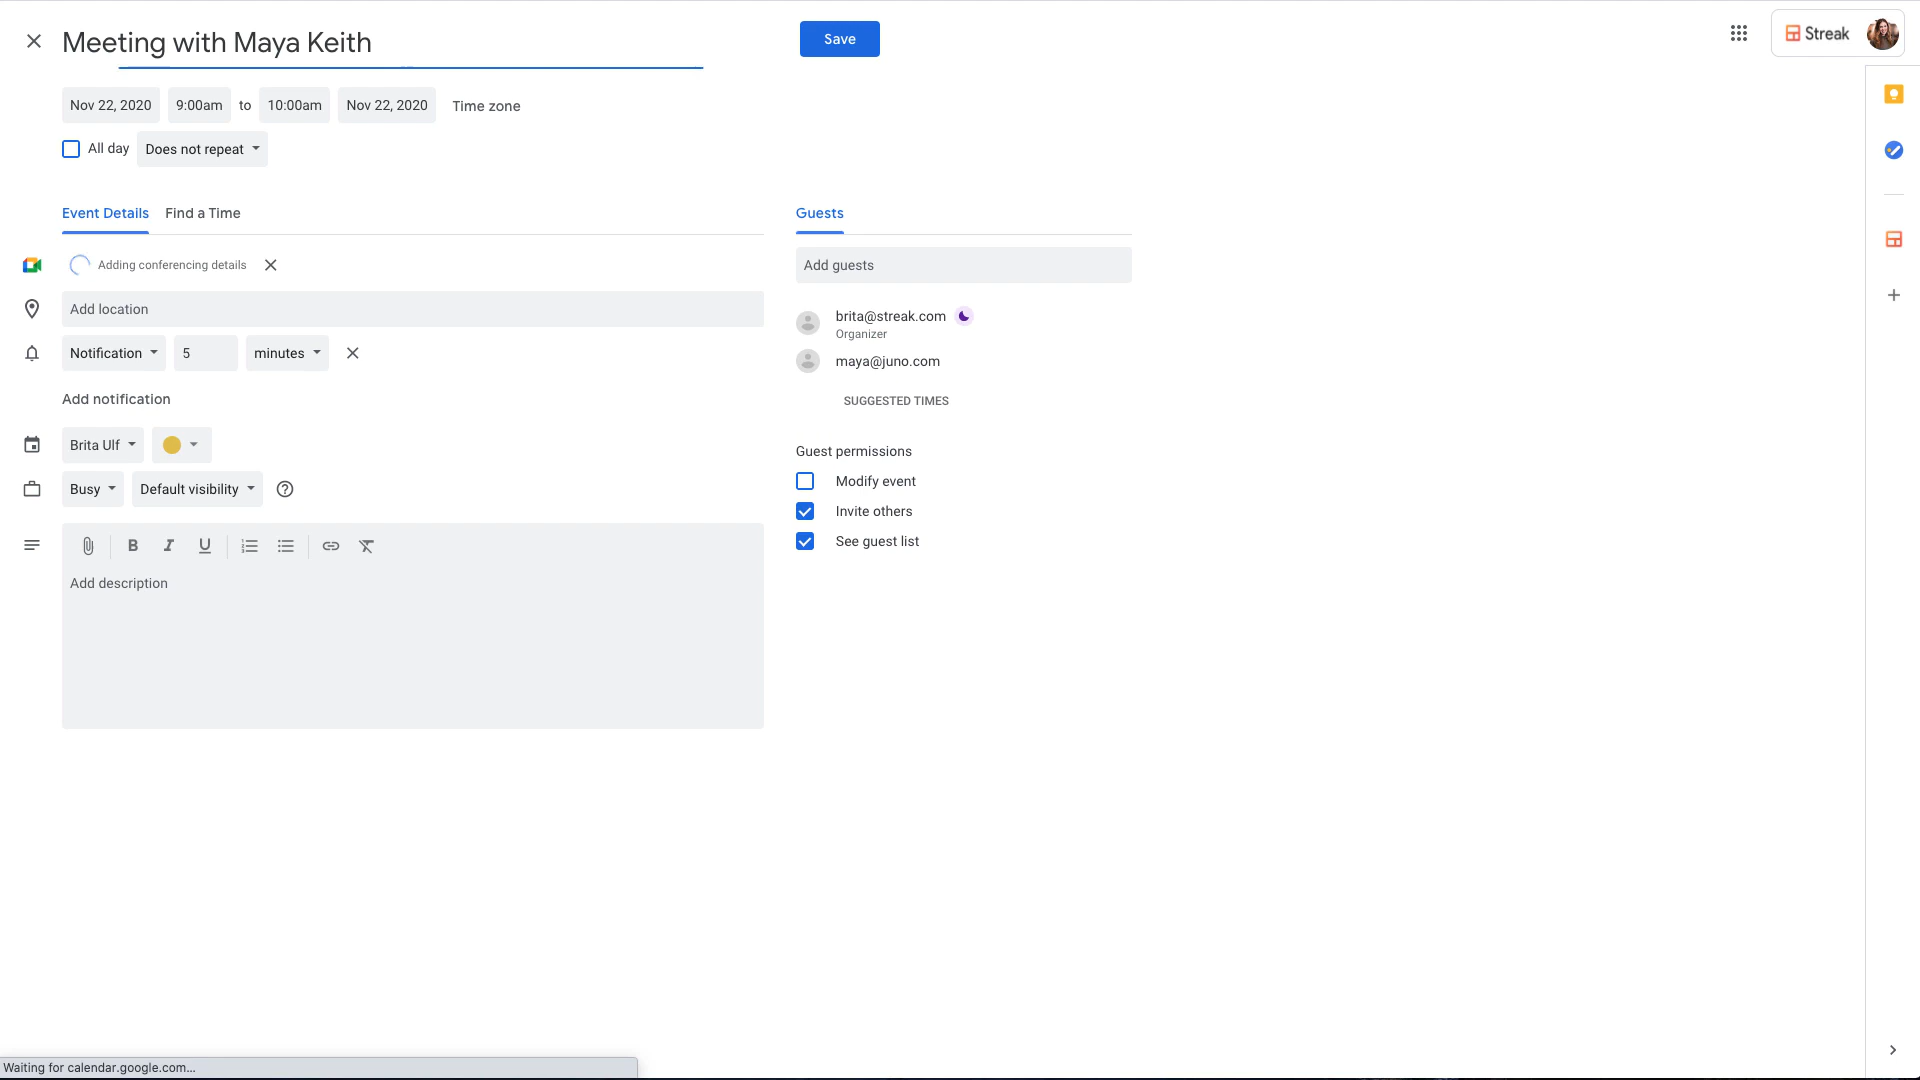 Meeting with Maya Keith
Save
Streak
Nov 22, 2020 9:00am to 10:00am Nov 22, 2020 Time zone
All day Does not repeat
Event Details Find a Time
Guests
Adding conferencing details
Add guests
Add location
brita@streak.com
Organizer
Notification 5 minutes
maya@juno.com
Add notification
SUGGESTED TIMES
Brita Ulf
Guest permissions
Busy Default visibility
Modify event
Invite others
See guest list
B I U
Add description
Waiting for calendar.google.com...